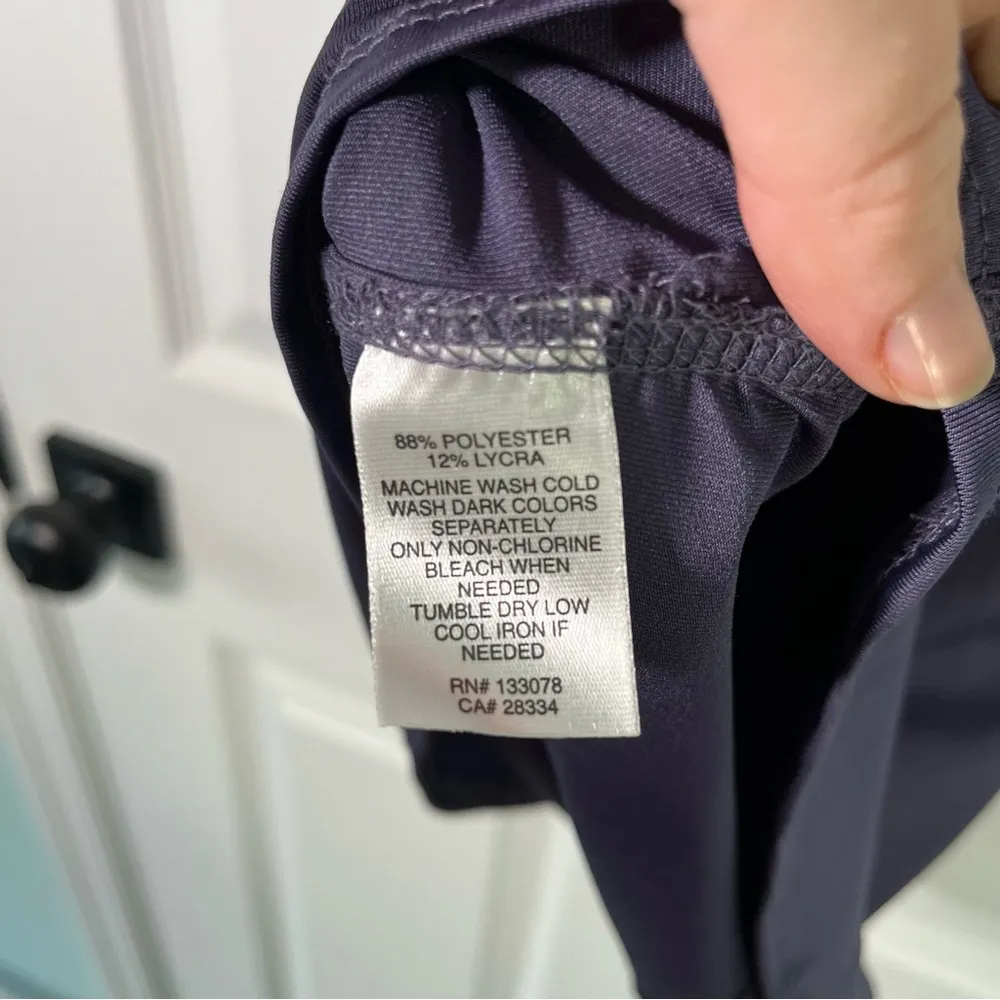 88% POLYESTER
12% LYCRA
MACHINE WASH COLD
WASH DARK COLORS
SEPARATELY
ONLY NON-CHLORINE
BLEACH WHEN
NEEDED
TUMBLE DRY LOW
COOL IRON IF
NEEDED
RN# 133078
CA# 28334